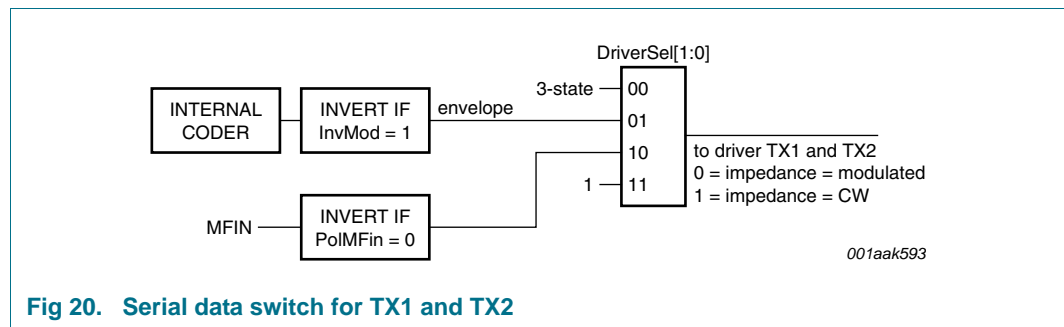 DriverSel[1:0]
3-state
00
INTERNAL
CODER
INVERT IF
InvMod = 1
envelope
01
10
1
11
to driver TX1 and TX2
0 = impedance = modulated
1 = impedance = CW
MFIN
INVERT IF
PolMFin = 0
001aak593
Fig 20. Serial data switch for TX1 and TX2